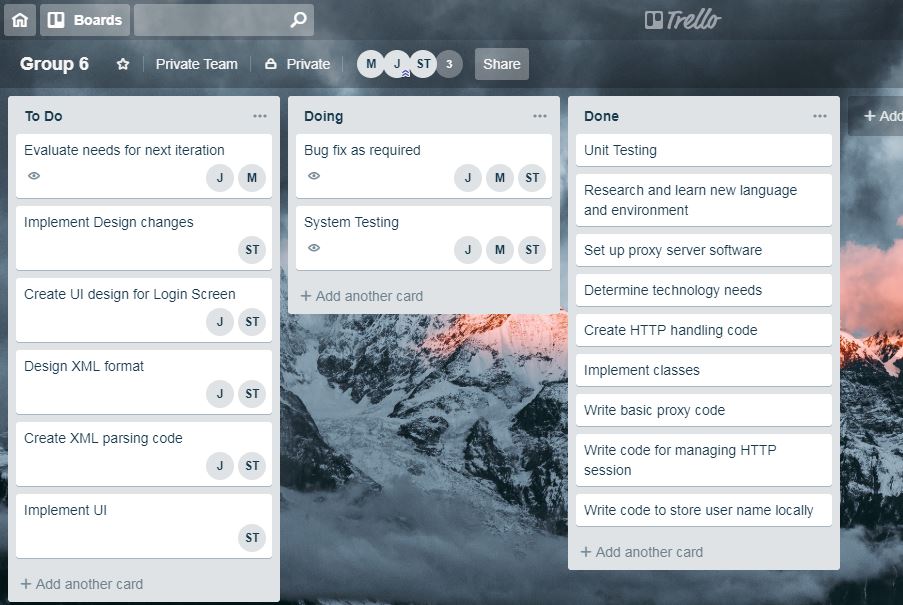 Boards
Trello
Group 6
Private Team
Private
M
J
ST
3
Share
To Do
Evaluate needs for next iteration
J
M
Implement Design changes
ST
Create UI design for Login Screen
J
ST
Design XML format
J
ST
Create XML parsing code
J
ST
Implement UI
ST
+ Add another card
Doing
Bug fix as required
J
M
ST
System Testing
J
M
ST
+ Add another card
Done
Unit Testing
Research and learn new language
and environment
Set up proxy server software
Determine technology needs
Create HTTP handling code
Implement classes
Write basic proxy code
Write code for managing HTTP
session
Write code to store user name locally
+ Add another card
+ Add